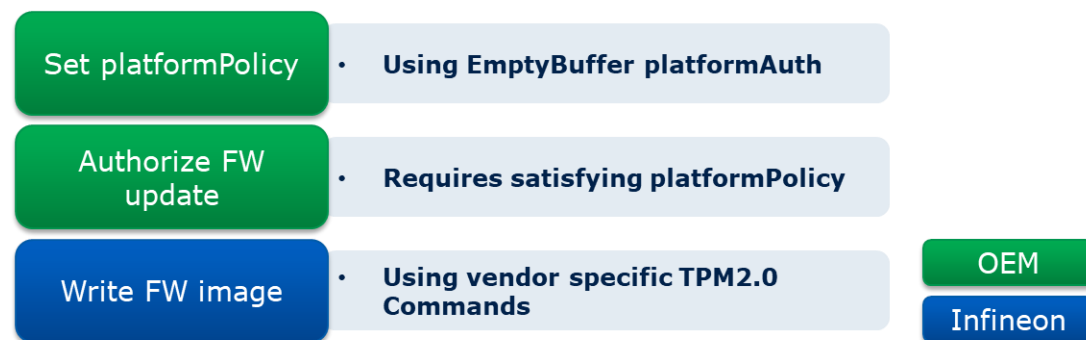 Set platformPolicy
• Using EmptyBuffer platformAuth
Authorize FW
update
• Requires satisfying platformPolicy
Write FW image
• Using vendor specific TPM2.0
Commands
OEM
Infineon